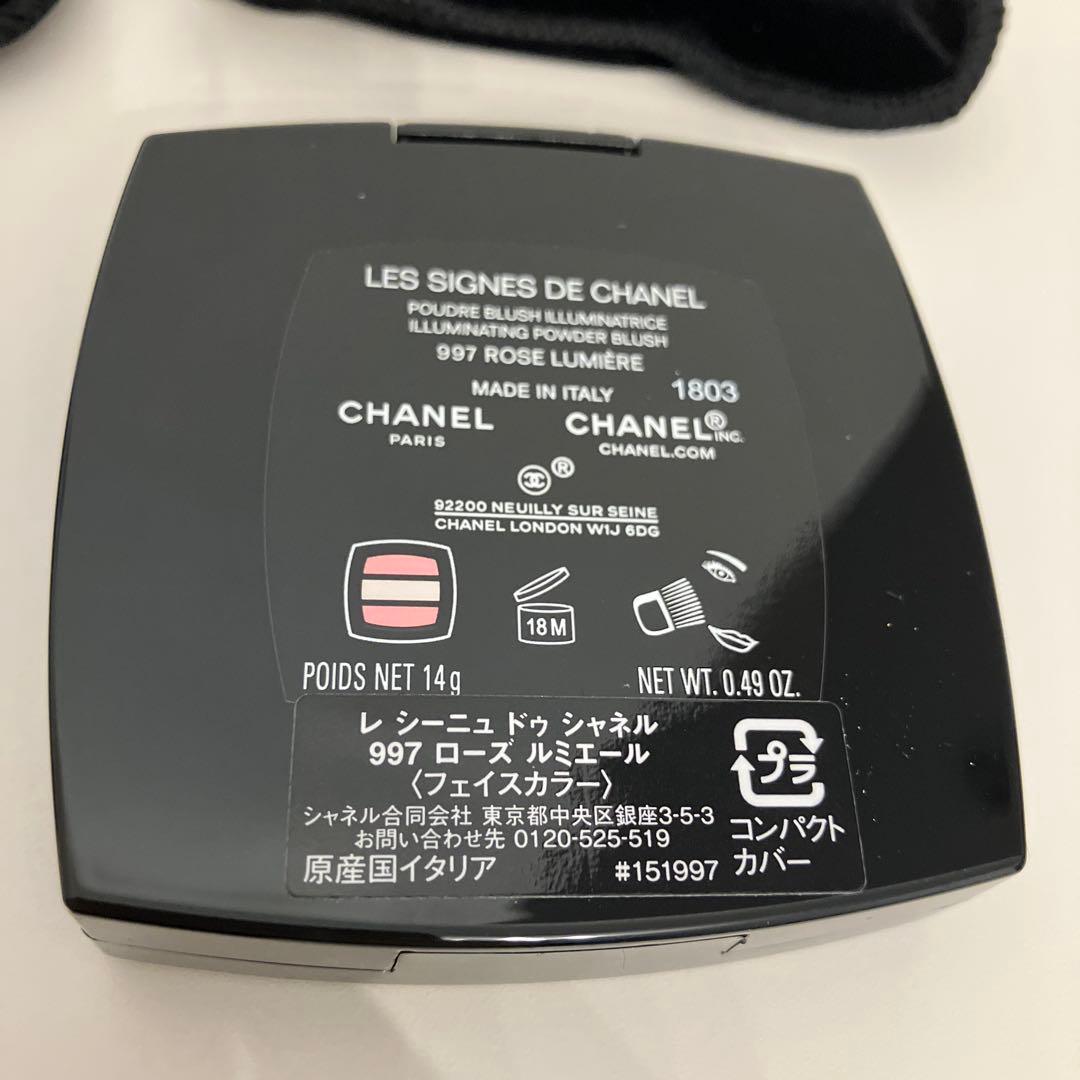 LES SIGNES DE CHANEL
POUDRE BLUSH ILLUMINATRICE
ILLUMINATING POWDER BLUSH
997 ROSE LUMIÈRE
MADE IN ITALY 1803
CHANEL CHANEL® INC.
PARIS CHANEL.COM
®
92200 NEUILLY SUR SEINE
CHANEL LONDON W1J 6DG
18M
POIDS NET 14g NET WT. 0.49 OZ.
レ シーニュ ドゥ シャネル
997 ローズ ルミエール
〈フェイスカラー〉
シャネル合同会社 東京都中央区銀座3-5-3
お問い合わせ先 0120-525-519
原産国イタリア #151997
プラ
コンパクト
カバー